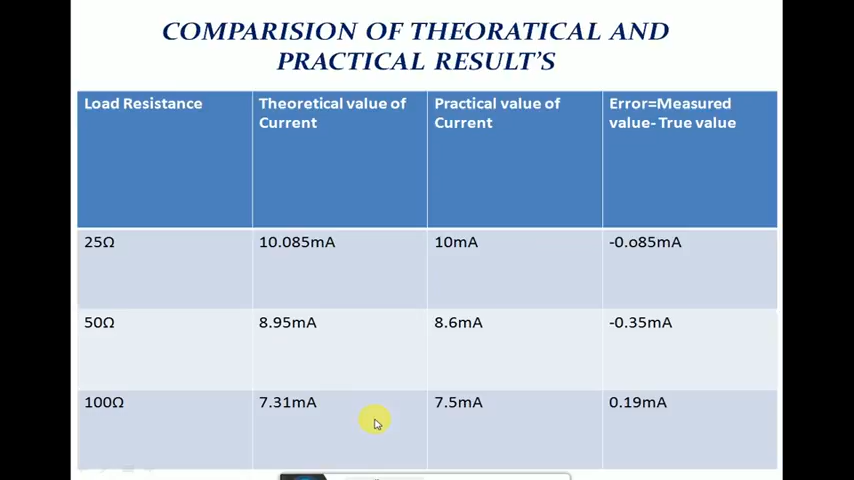 COMPARISION OF THEORATICAL AND
PRACTICAL RESULT'S
Load Resistance
Theoretical value of
Current
Practical value of
Current
Error=Measured
value- True value
25Ω
10.085mA
10mA
-0.o85mA
50Ω
8.95mA
8.6mA
-0.35mA
100Ω
7.31mA
7.5mA
0.19mA